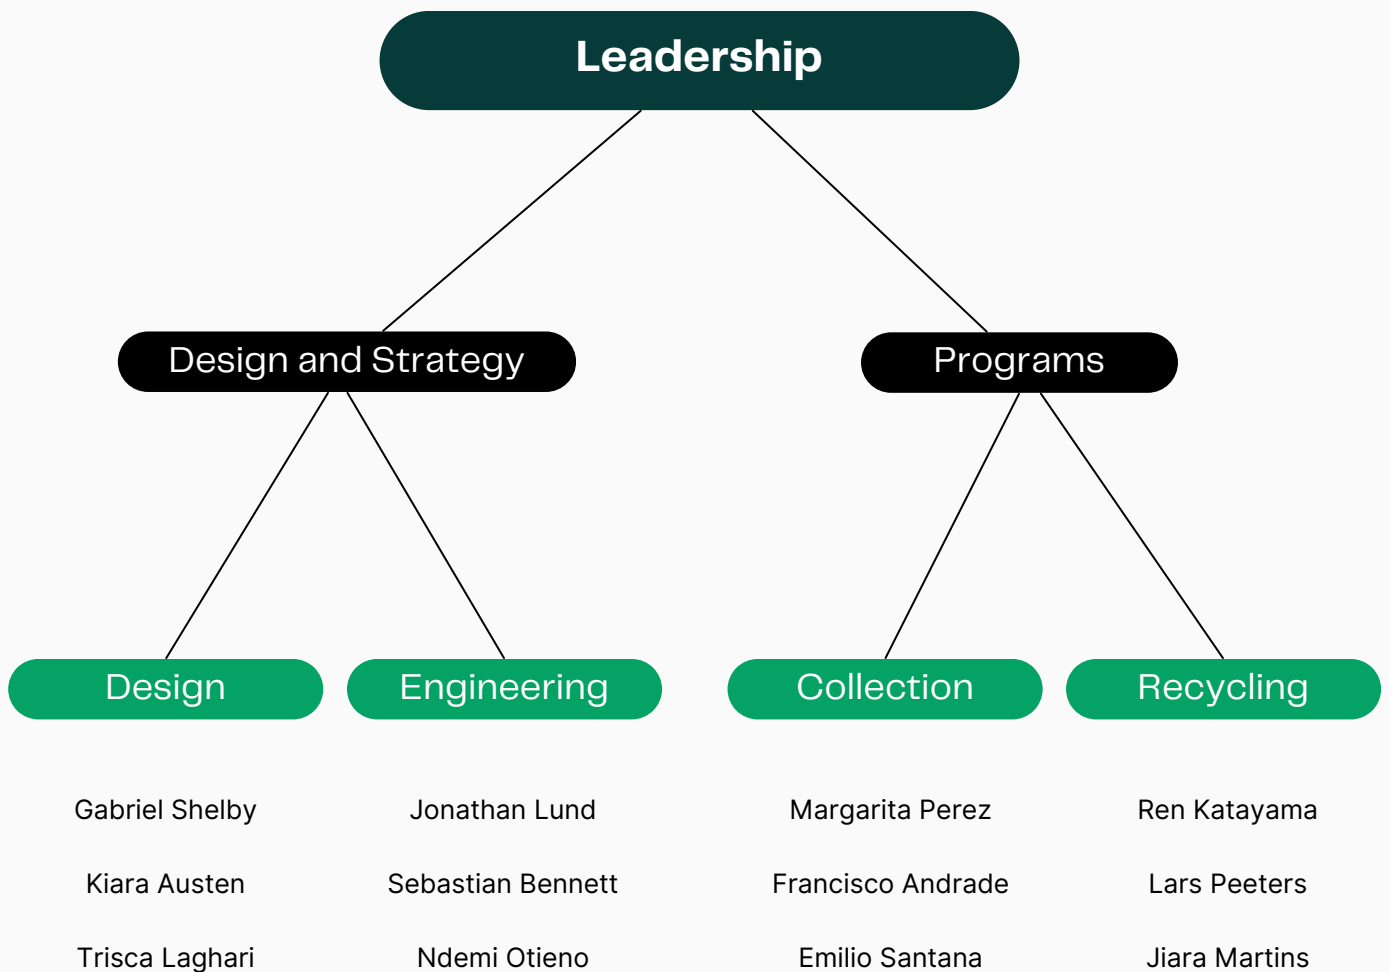 Leadership
Design and Strategy
Programs
Design
Engineering
Collection
Recycling
Gabriel Shelby
Jonathan Lund
Margarita Perez
Ren Katayama
Kiara Austen
Sebastian Bennett
Francisco Andrade
Lars Peeters
Trisca Laghari
Ndemi Otieno
Emilio Santana
Jiara Martins